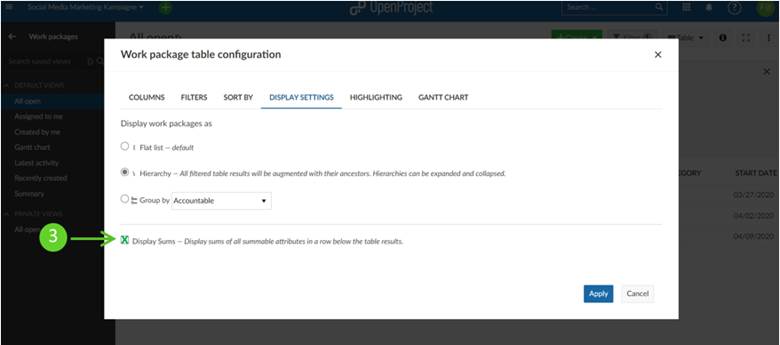 Social Media Marketing Kampagne
OpenProject
Search ...
Work packages
All open
Create
Filter
Table
Search saved views
DEFAULT VIEWS
All open
Assigned to me
Created by me
Gantt chart
Latest activity
Recently created
Summary
PRIVATE VIEWS
All open
Work package table configuration
COLUMNS FILTERS SORT BY DISPLAY SETTINGS HIGHLIGHTING GANTT CHART
Display work packages as
Flat list — default
Hierarchy — All filtered table results will be augmented with their ancestors. Hierarchies can be expanded and collapsed.
Group by Accountable
3
Display Sums — Display sums of all summable attributes in a row below the table results.
Apply Cancel
EGORY START DATE
03/27/2020
04/02/2020
04/09/2020